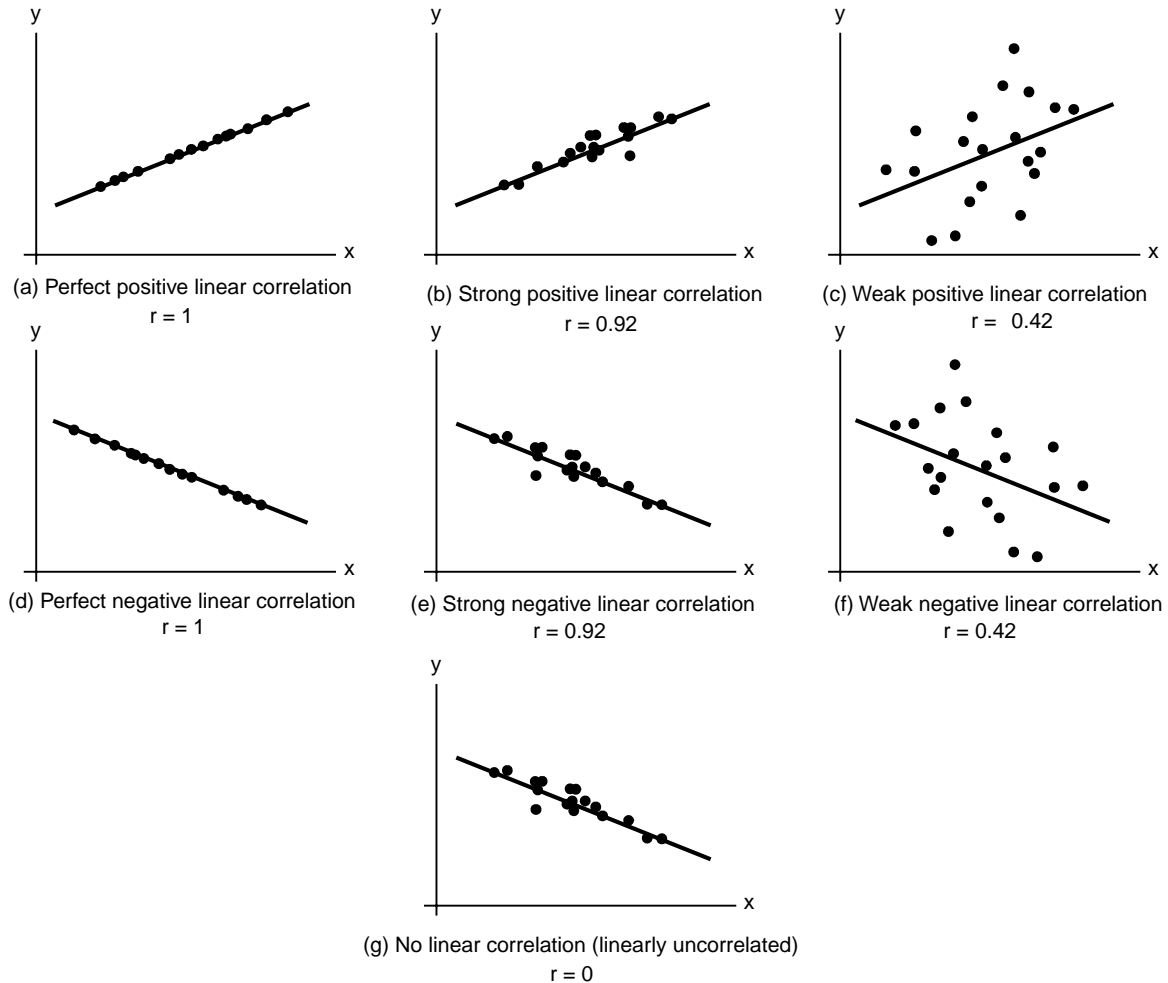 y
y
y
x
x
x
(a) Perfect positive linear correlation
r = 1
(b) Strong positive linear correlation
r = 0.92
(c) Weak positive linear correlation
r = 0.42
y
y
y
x
x
x
(d) Perfect negative linear correlation
r = 1
(e) Strong negative linear correlation
r = 0.92
(f) Weak negative linear correlation
r = 0.42
y
x
(g) No linear correlation (linearly uncorrelated)
r = 0